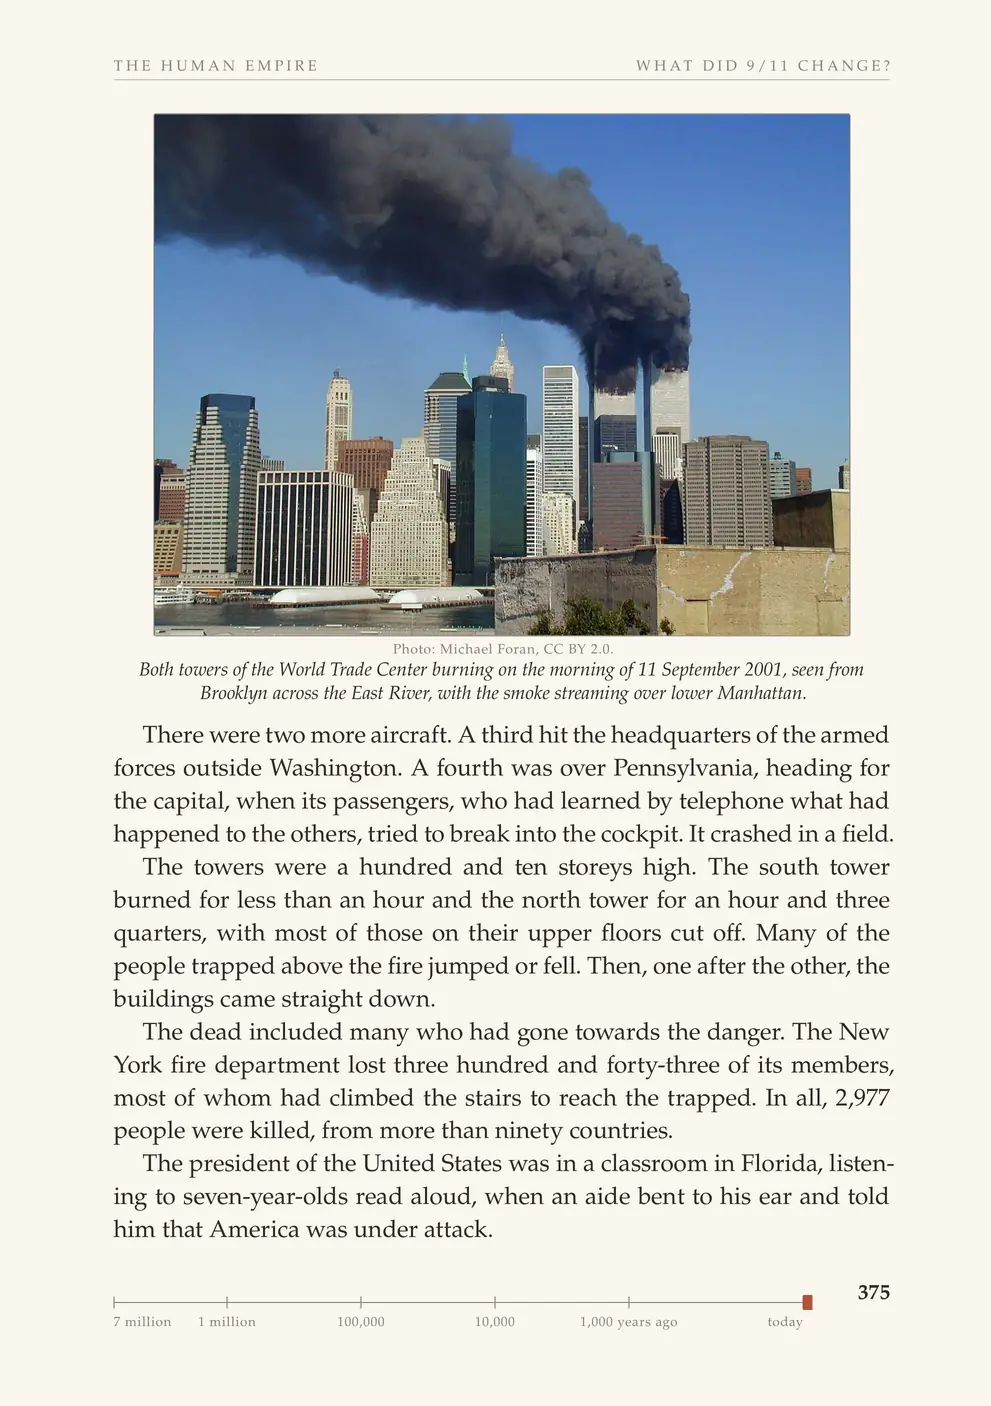 THE HUMAN EMPIRE
WHAT DID 9/11 CHANGE?
Photo: Michael Foran, CC BY 2.0.
Both towers of the World Trade Center burning on the morning of 11 September 2001, seen from
Brooklyn across the East River, with the smoke streaming over lower Manhattan.
There were two more aircraft. A third hit the headquarters of the armed
forces outside Washington. A fourth was over Pennsylvania, heading for
the capital, when its passengers, who had learned by telephone what had
happened to the others, tried to break into the cockpit. It crashed in a field.
The towers were a hundred and ten storeys high. The south tower
burned for less than an hour and the north tower for an hour and three
quarters, with most of those on their upper floors cut off. Many of the
people trapped above the fire jumped or fell. Then, one after the other, the
buildings came straight down.
The dead included many who had gone towards the danger. The New
York fire department lost three hundred and forty-three of its members,
most of whom had climbed the stairs to reach the trapped. In all, 2,977
people were killed, from more than ninety countries.
The president of the United States was in a classroom in Florida, listen-
ing to seven-year-olds read aloud, when an aide bent to his ear and told
him that America was under attack.
375
7 million 1 million 100,000 10,000 1,000 years ago today